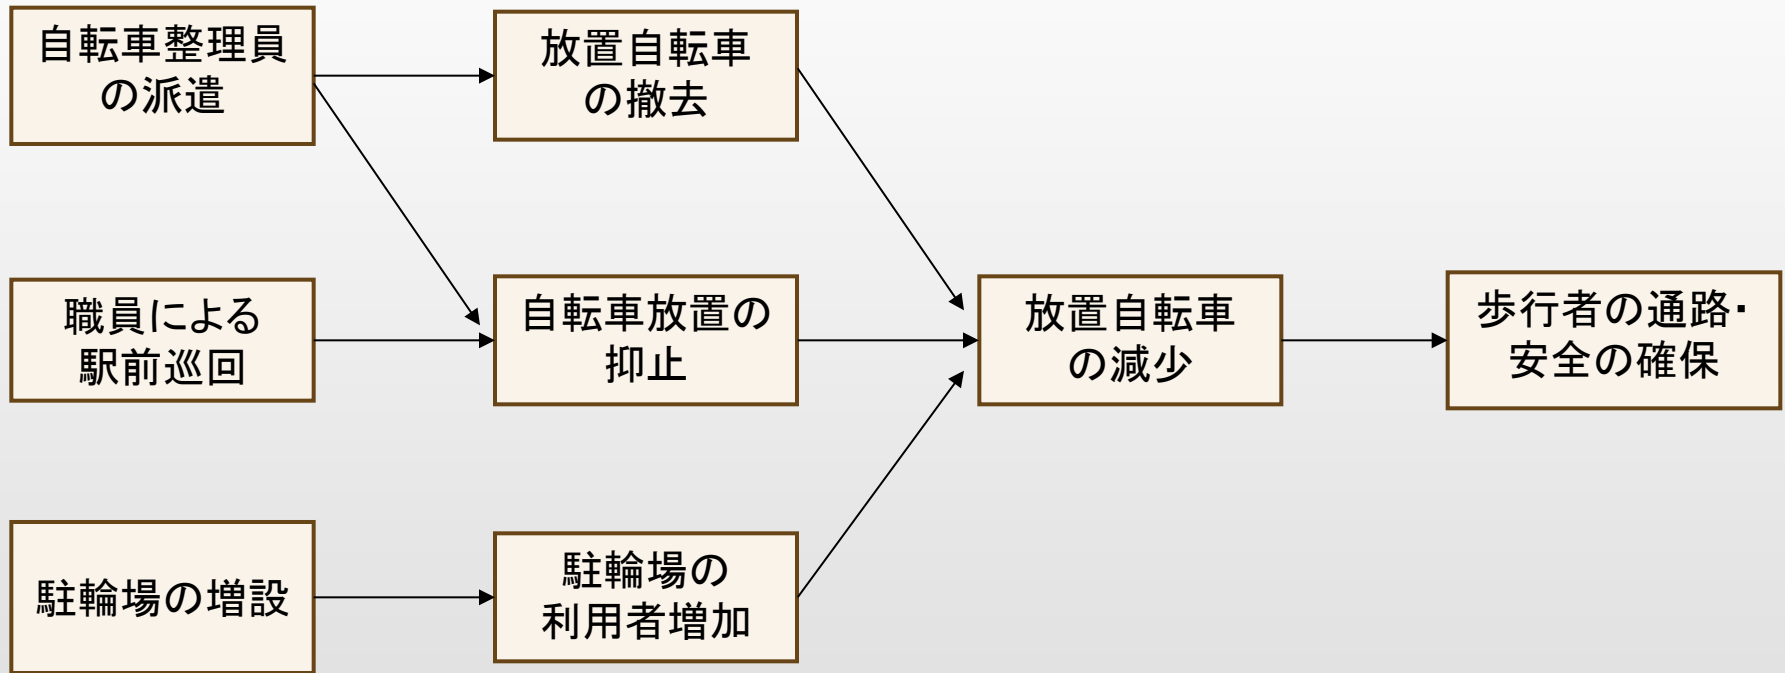 自転車整理員
の派遣
放置自転車
の撤去
職員による
駅前巡回
自転車放置の
抑止
放置自転車
の減少
歩行者の通路・
安全の確保
駐輪場の増設
駐輪場の
利用者増加